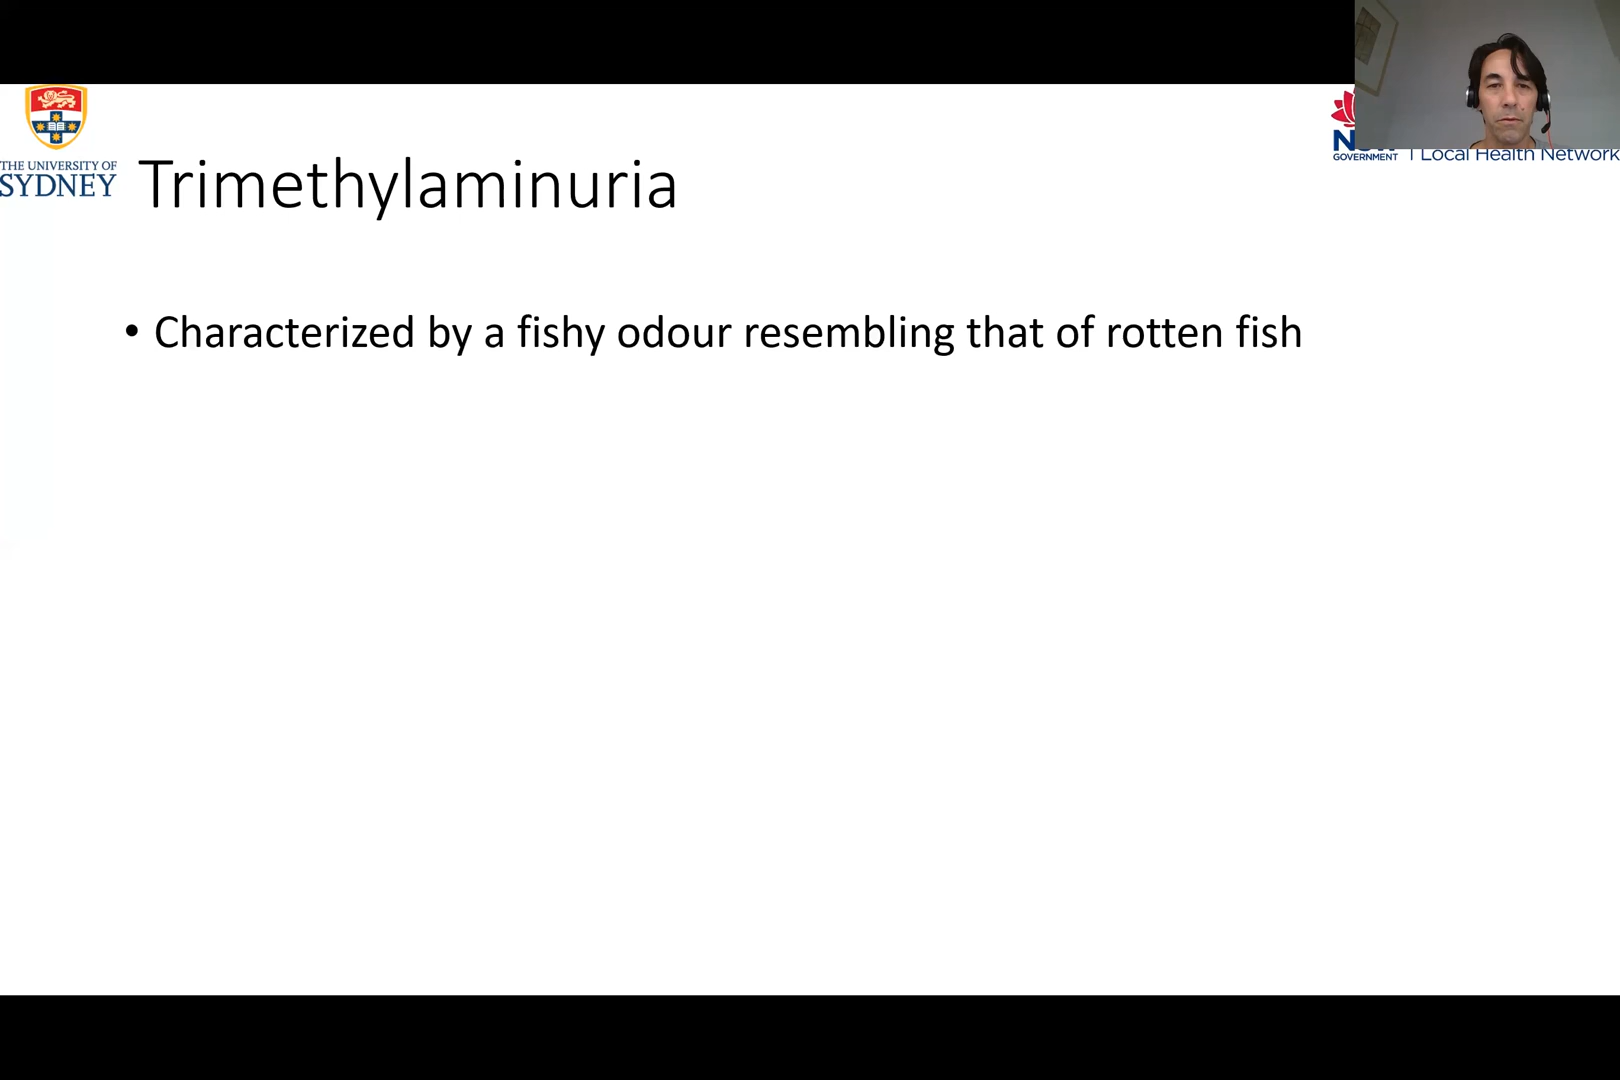 THE UNIVERSITY OF
SYDNEY
Trimethylaminuria
GOVERNMENT
Local Health Network
• Characterized by a fishy odour resembling that of rotten fish